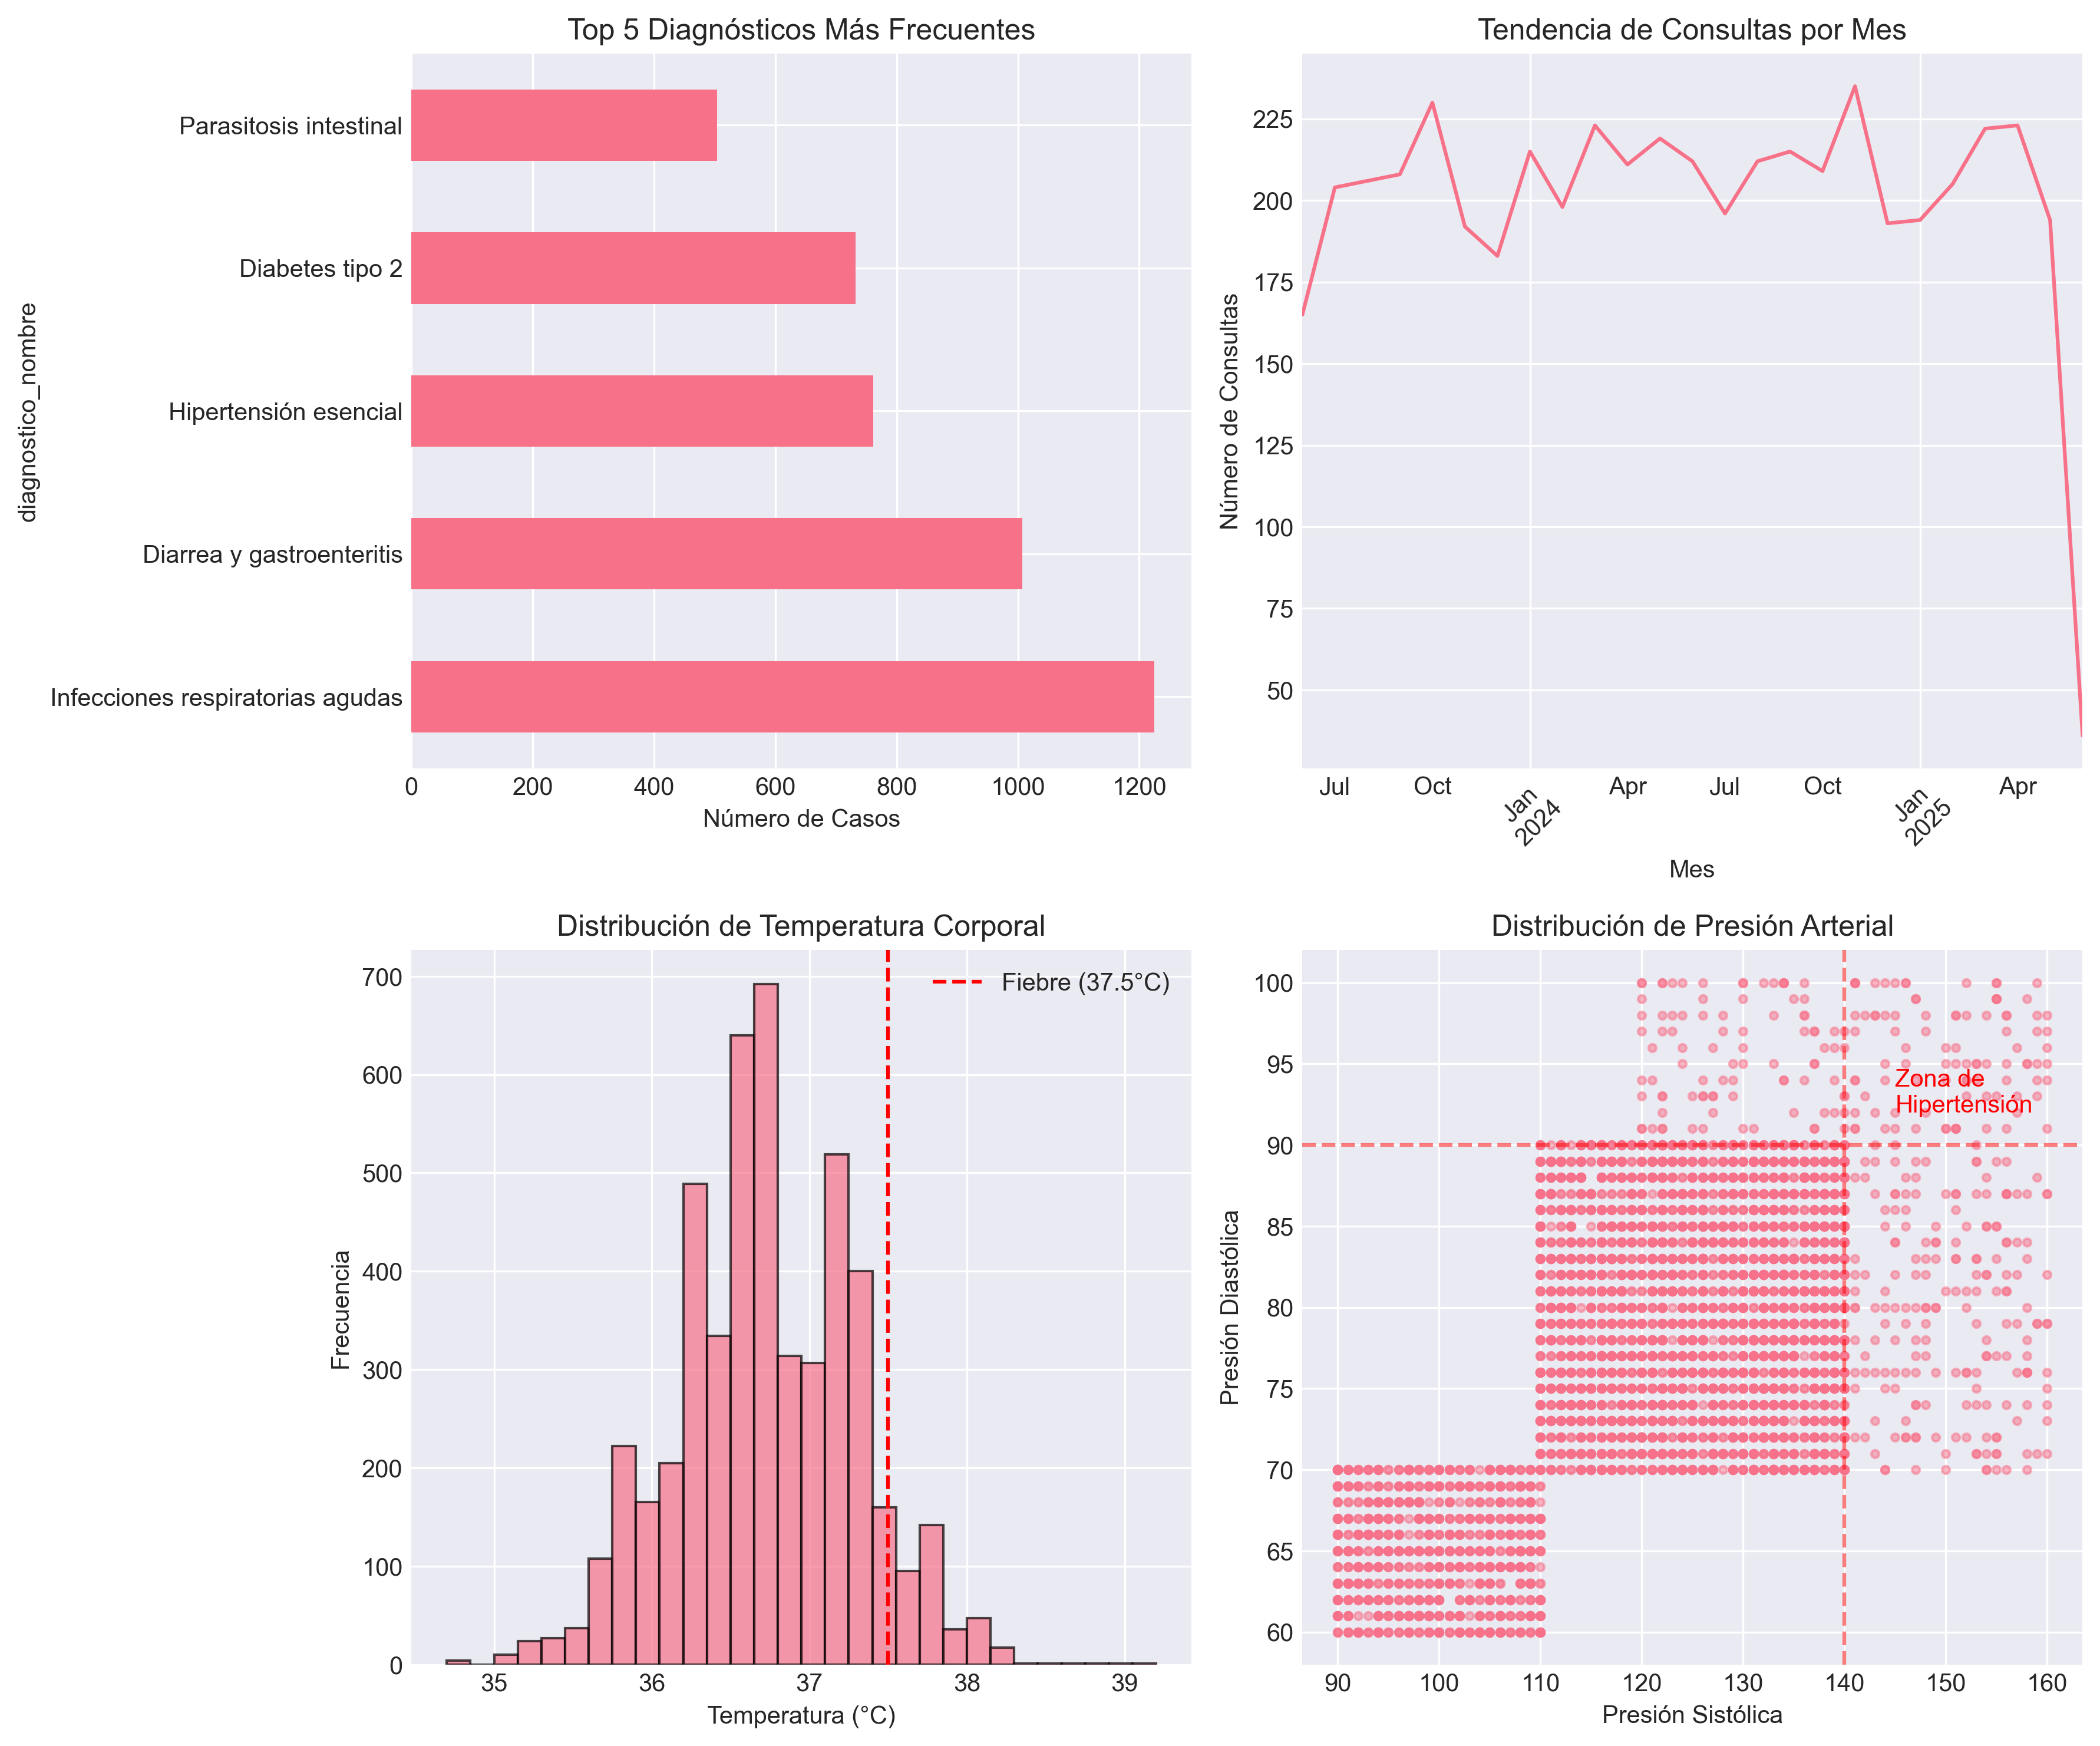 Top 5 Diagnósticos Más Frecuentes
diagnostico_nombre
Parasitosis intestinal
Diabetes tipo 2
Hipertensión esencial
Diarrea y gastroenteritis
Infecciones respiratorias agudas
0 200 400 600 800 1000 1200
Número de Casos
Tendencia de Consultas por Mes
Número de Consultas
225
200
175
150
125
100
75
50
Jul Oct Jan Apr Jul Oct Jan Apr
2024 2025
Mes
Distribución de Temperatura Corporal
Frecuencia
700
600
500
400
300
200
100
0
Fiebre (37.5°C)
35 36 37 38 39
Temperatura (°C)
Distribución de Presión Arterial
Presión Diastólica
100
95
90
85
80
75
70
65
60
Zona de
Hipertensión
90 100 110 120 130 140 150 160
Presión Sistólica